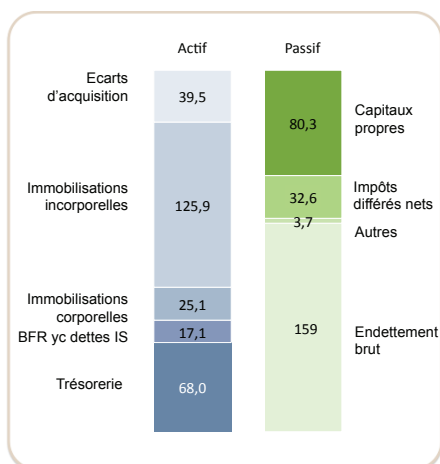 Actif
Passif
Ecarts
d'acquisition
39,5
80,3
Capitaux
propres
Immobilisations
incorporelles
125,9
32,6
Impôts
différés nets
3,7
Autres
Immobilisations
corporelles
25,1
BFR yc dettes IS
17,1
159
Endettement
brut
Trésorerie
68,0